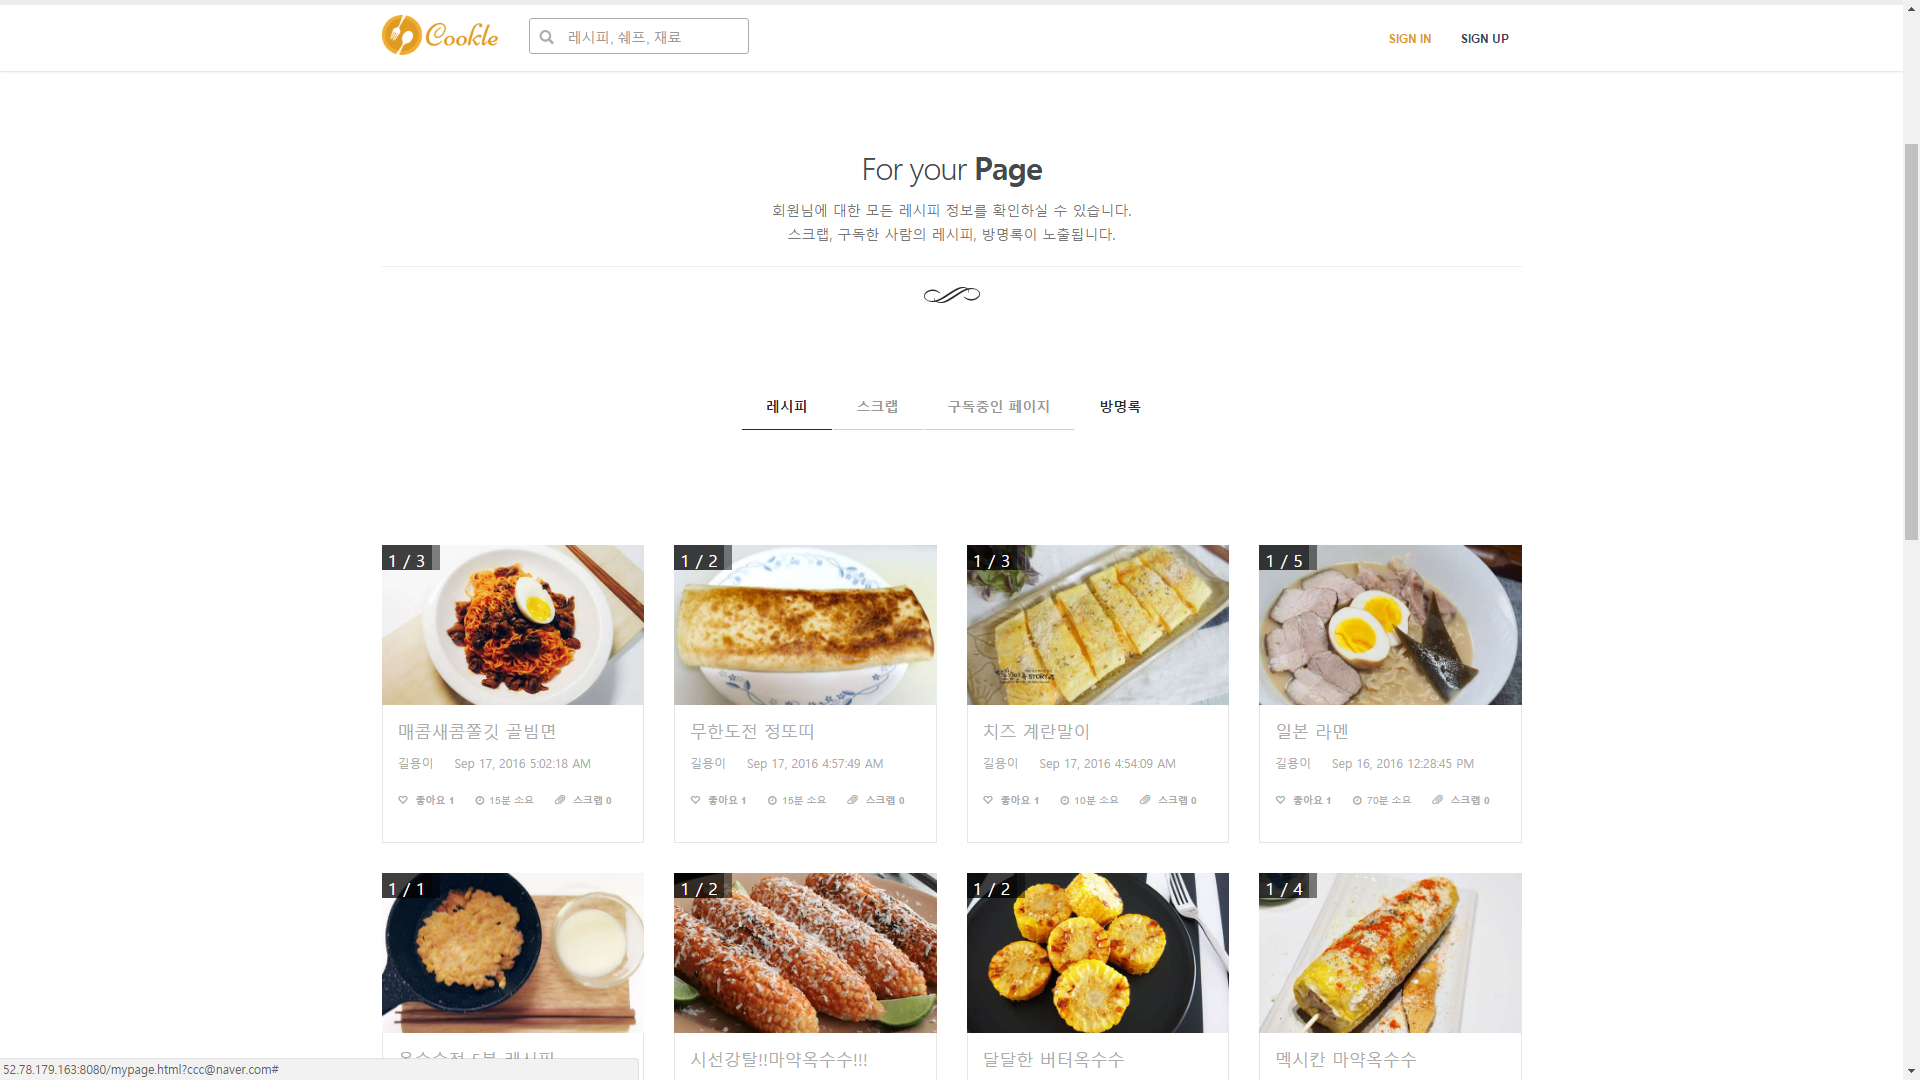 Cookle
레시피, 쉐프, 재료
SIGN IN
SIGN UP
For your Page
회원님에 대한 모든 레시피 정보를 확인하실 수 있습니다.
스크랩, 구독한 사람의 레시피, 방명록이 노출됩니다.
레시피
스크랩
구독중인 페이지
방명록
1 / 3
1 / 2
1 / 3
1 / 5
STORY
매콤새콤쫄깃 골빔면
무한도전 정또띠
치즈 계란말이
일본 라멘
길용이 Sep 17, 2016 5:02:18 AM
길용이 Sep 17, 2016 4:57:49 AM
길용이 Sep 17, 2016 4:54:09 AM
길용이 Sep 16, 2016 12:28:45 PM
좋아요 1 15분 소요 스크랩 0
좋아요 1 15분 소요 스크랩 0
좋아요 1 10분 소요 스크랩 0
좋아요 1 70분 소요 스크랩 0
1 / 1
1 / 2
1 / 2
1 / 4
옥수수전 5분 레시피
시선강탈!!마약옥수수!!!
달달한 버터옥수수
멕시칸 마약옥수수
52.78.179.163:8080/mypage.html?ccc@naver.com#